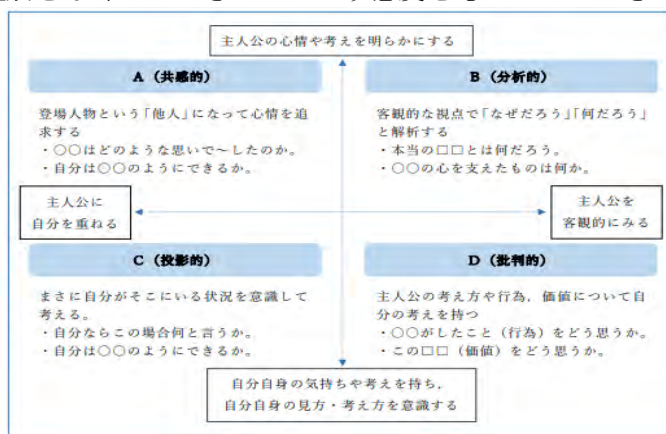 主人公の心情や考えを明らかにする
A（共感的）
登場人物という「他人」になって心情を追
求する
・〇〇はどのような思いで～したのか。
・自分は〇〇のようにできるか。
B（分析的）
客観的な視点で「なぜだろう」「何だろう」
と解析する
・本当の□□とは何だろう。
・〇〇の心を支えたものは何か。
主人公に
自分を重ねる
主人公を
客観的にみる
C（投影的）
まさに自分がそこにいる状況を意識して
考える。
・自分ならこの場合何と言うか。
・自分は〇〇のようにできるか。
D（批判的）
主人公の考え方や行為，価値について自
分の考えを持つ
・〇〇がしたこと（行為）をどう思うか。
・この□□（価値）をどう思うか。
自分自身の気持ちや考えを持ち，
自分自身の見方・考え方を意識する